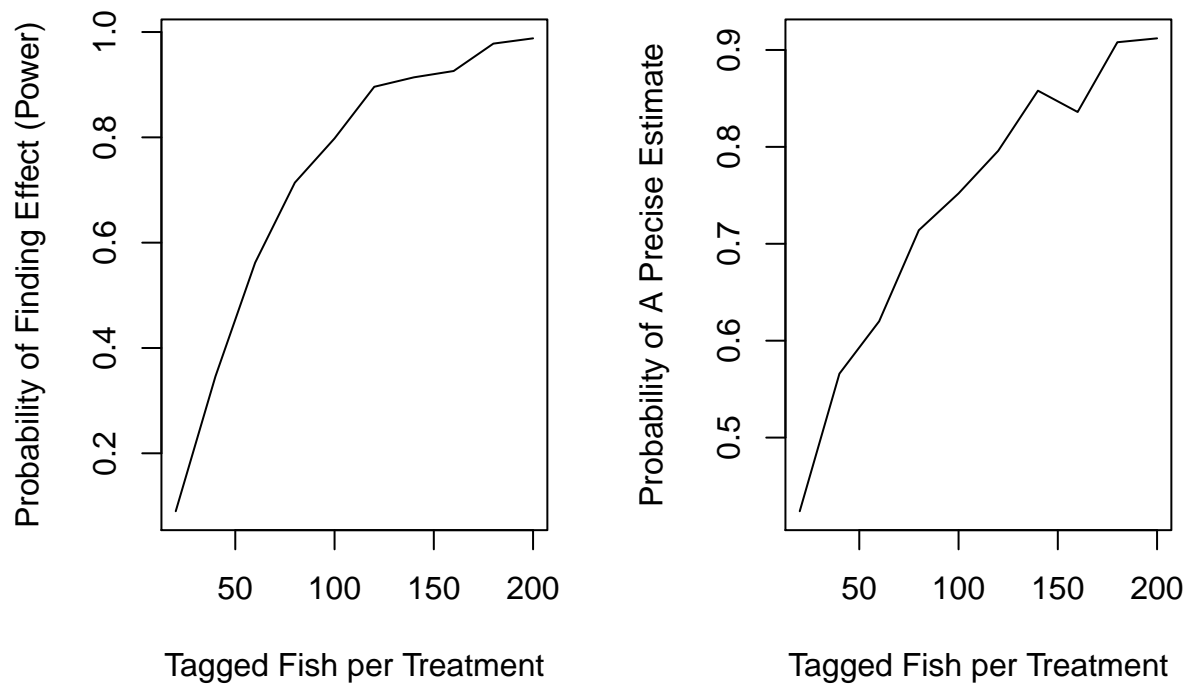 Probability of Finding Effect (Power)
1.0
0.8
0.6
0.4
0.2
50 100 150 200
Tagged Fish per Treatment
Probability of A Precise Estimate
0.9
0.8
0.7
0.6
0.5
50 100 150 200
Tagged Fish per Treatment